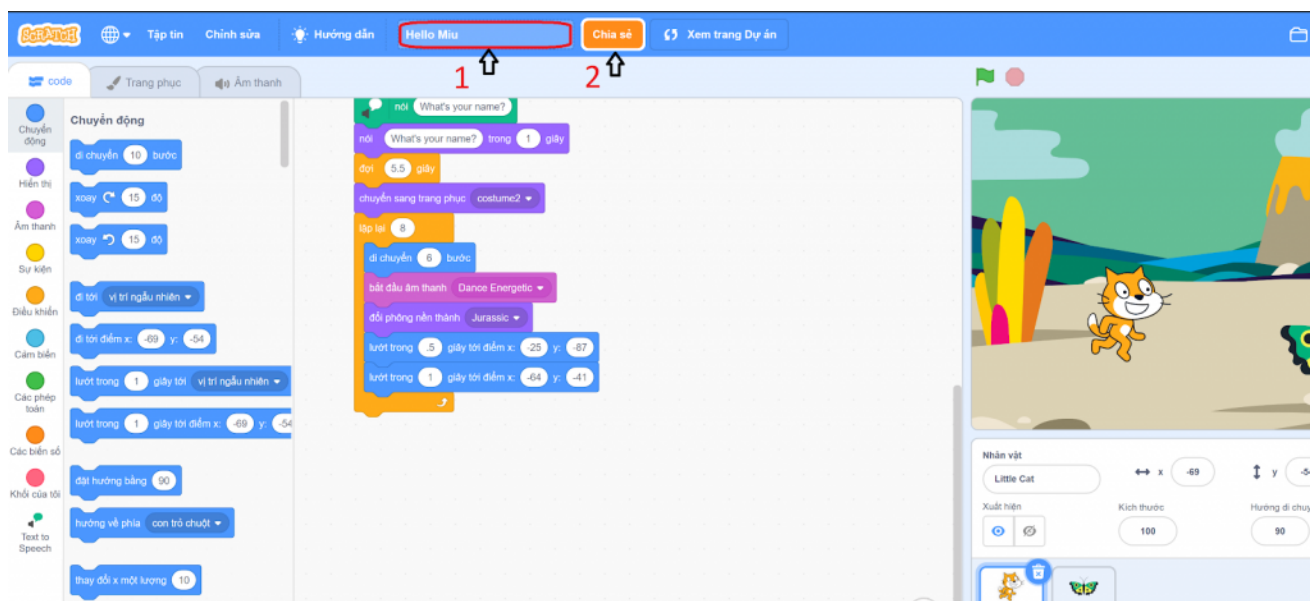 SCRATCH
Tập tin
Chỉnh sửa
Hướng dẫn
Hello Miu
Chia sẻ
Xem trang Dự án
1
2
code
Trang phục
Âm thanh
Chuyển động
Hiển thị
Âm thanh
Sự kiện
Điều khiển
Cảm biến
Các phép toán
Các biến số
Khối của tôi
Text to Speech
Chuyển động
di chuyển 10 bước
xoay 15 độ
xoay 15 độ
đi tới vị trí ngẫu nhiên
đi tới điểm x: -69 y: -54
lướt trong 1 giây tới vị trí ngẫu nhiên
lướt trong 1 giây tới điểm x: -69 y: -54
đặt hướng bằng 90
hướng về phía con trỏ chuột
thay đổi x một lượng 10
nói What's your name?
nói What's your name? trong 1 giây
đợi 5.5 giây
chuyển sang trang phục costume2
lặp lại 8
di chuyển 6 bước
bắt đầu âm thanh Dance Energetic
đổi phông nền thành Jurassic
lướt trong .5 giây tới điểm x: -25 y: -87
lướt trong 1 giây tới điểm x: -64 y: -41
Nhân vật
Little Cat
x -69
y
Xuất hiện
Kích thước
100
Hướng di
90